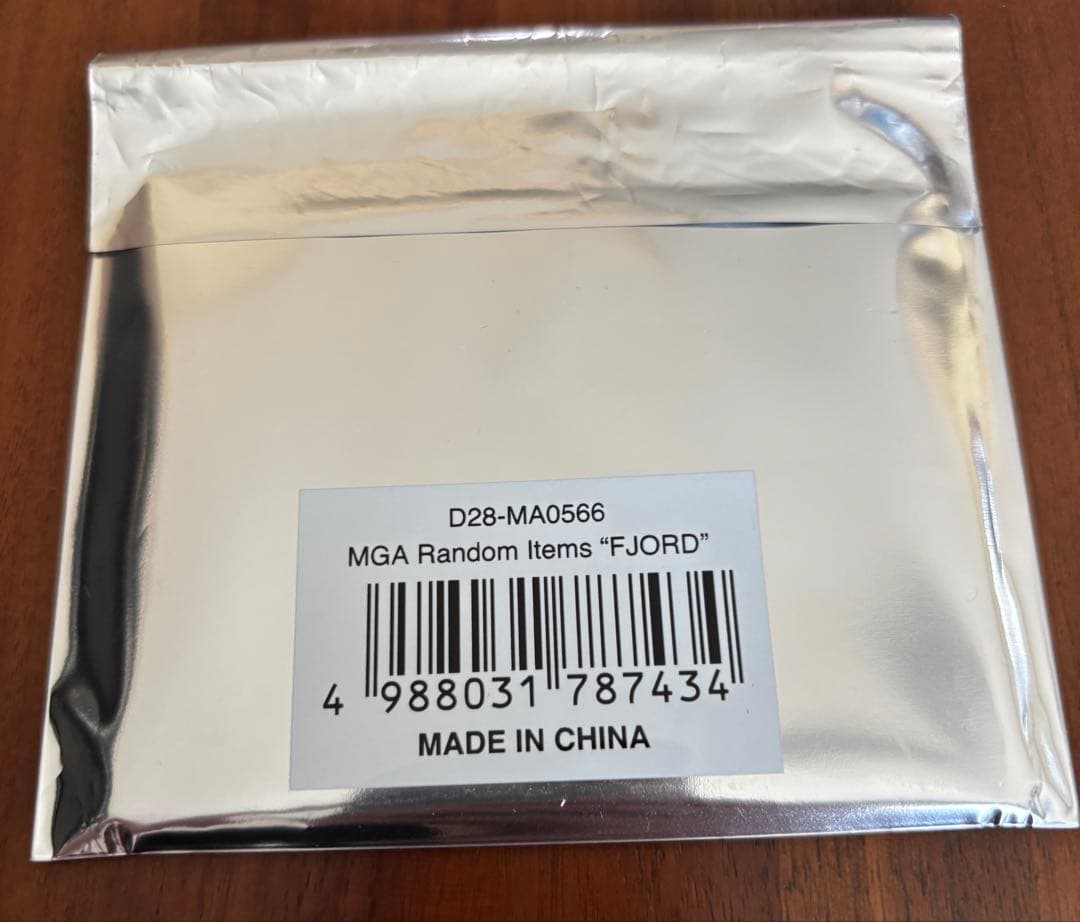 D28-MA0566
MGA Random Items “FJORD”
4 988031 787434
MADE IN CHINA